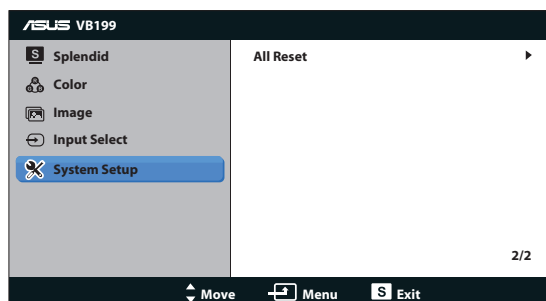 ASUS VB199
S Splendid
Color
Image
Input Select
System Setup
All Reset
2/2
Move Menu S Exit